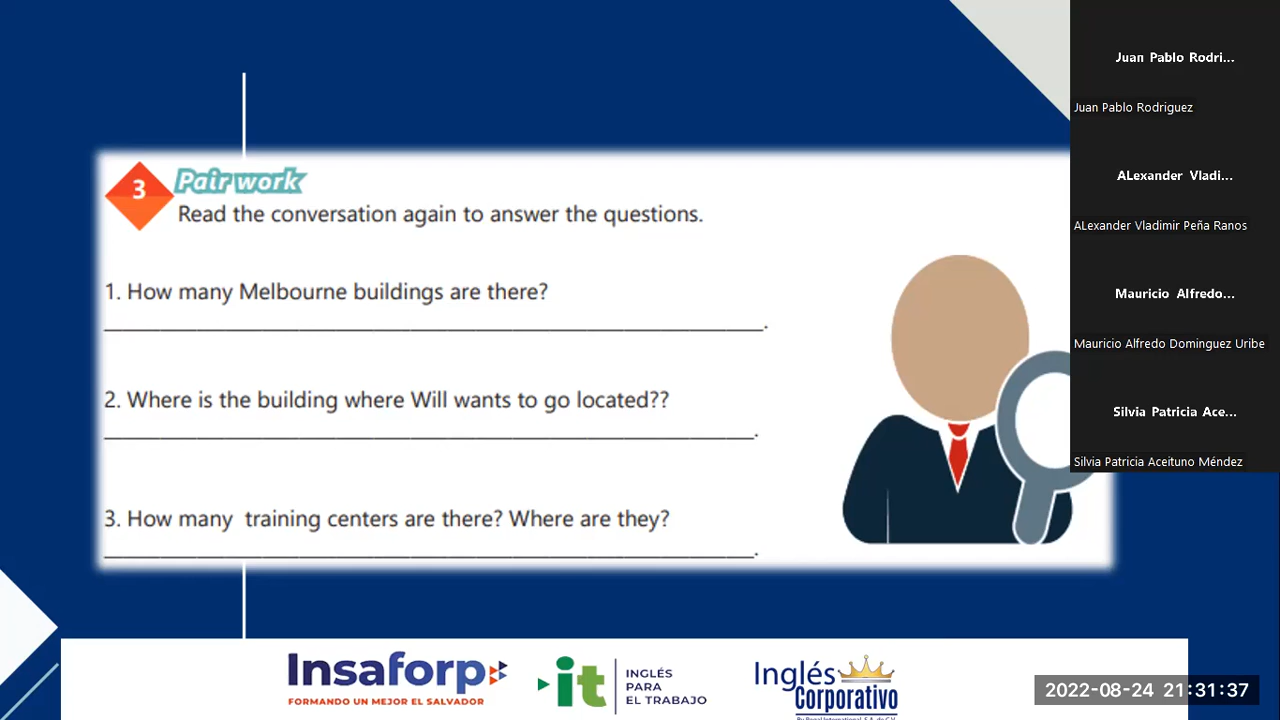 3
Pair work
Read the conversation again to answer the questions.
1. How many Melbourne buildings are there?
2. Where is the building where Will wants to go located??
3. How many training centers are there? Where are they?
Juan Pablo Rodri...
Juan Pablo Rodriguez
ALexander Vladi...
ALexander Vladimir Peña Ranos
Mauricio Alfredo...
Mauricio Alfredo Dominguez Uribe
Silvia Patricia Ace...
Silvia Patricia Aceituno Méndez
Insaforp
FORMANDO UN MEJOR EL SALVADOR
it
INGLÉS
PARA
EL TRABAJO
Inglés
Corporativo
2022-08-24 21:31:37